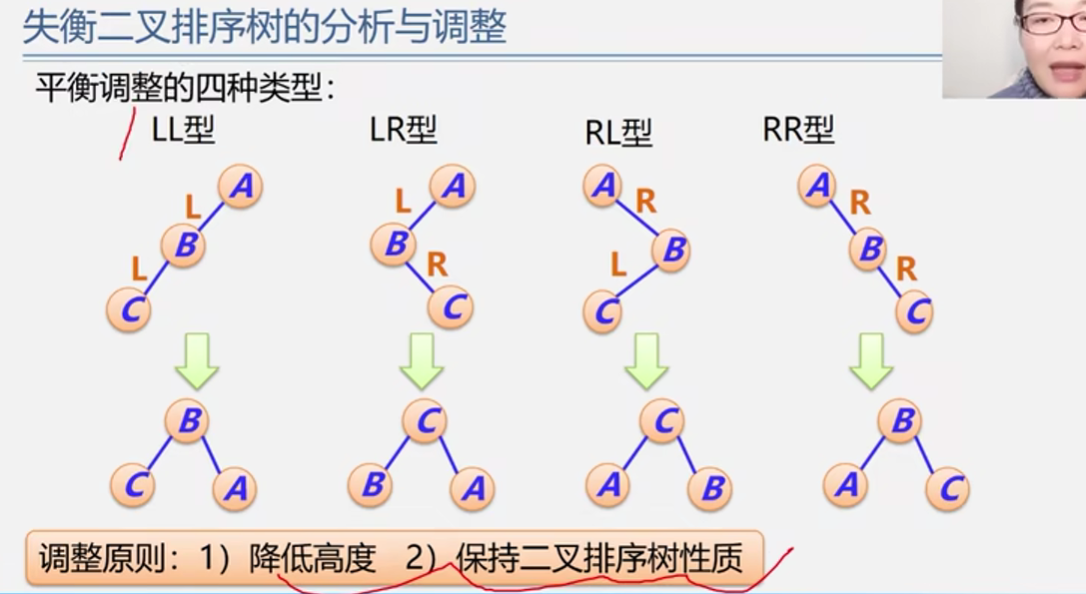 失衡二叉排序树的分析与调整
平衡调整的四种类型：
LL型 LR型 RL型 RR型
A A A A
L L R R
B B B B
L R L R
C C C C
B C C B
C A B A A B A C
调整原则：1）降低高度 2）保持二叉排序树性质